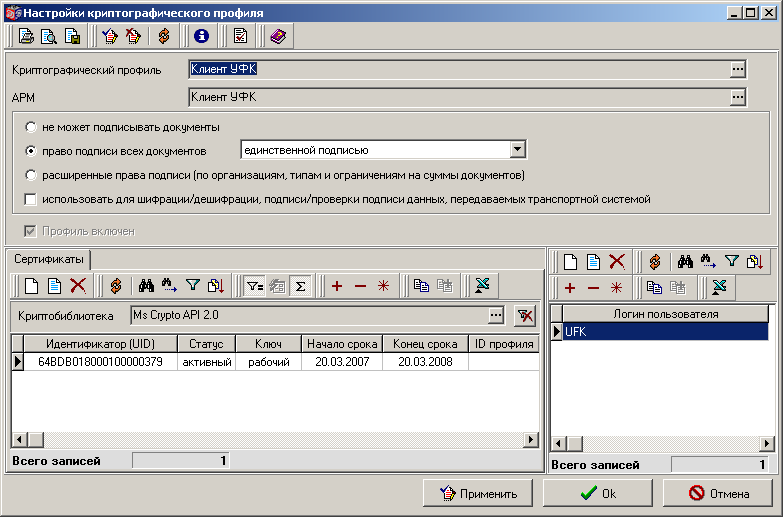 Настройки криптографического профиля
Криптографический профиль Клиент УФК ...
АРМ Клиент УФК ...
не может подписывать документы
право подписи всех документов единственной подписью
расширенные права подписи (по организациям, типам и ограничениям на суммы документов)
использовать для шифрации/дешифрации, подписи/проверки подписи данных, передаваемых транспортной системой
Профиль включен
Сертификаты
Криптобиблиотека Ms Crypto API 2.0 ...
Идентификатор (UID) Статус Ключ Начало срока Конец срока ID профиля
64BDB018000100000379 активный рабочий 20.03.2007 20.03.2008
Всего записей 1
Логин пользователя
UFK
Всего записей 1
Применить Ok Отмена